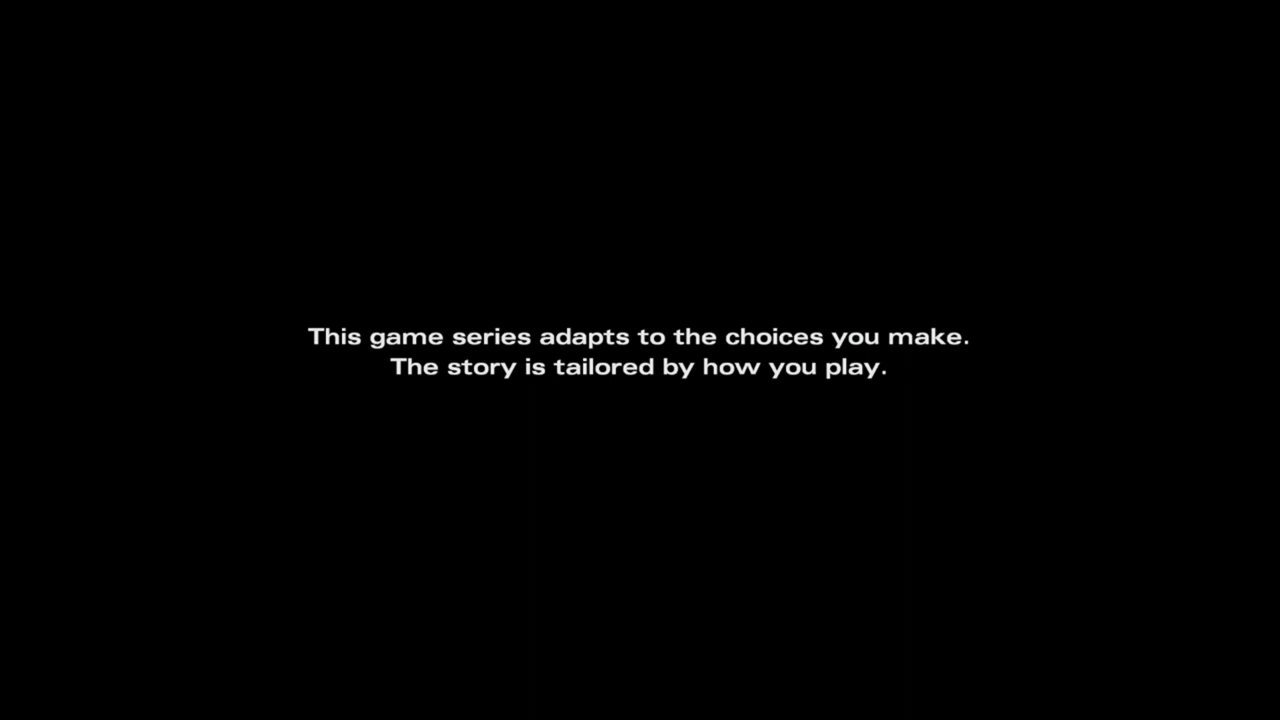 This game series adapts to the choices you make.
The story is tailored by how you play.